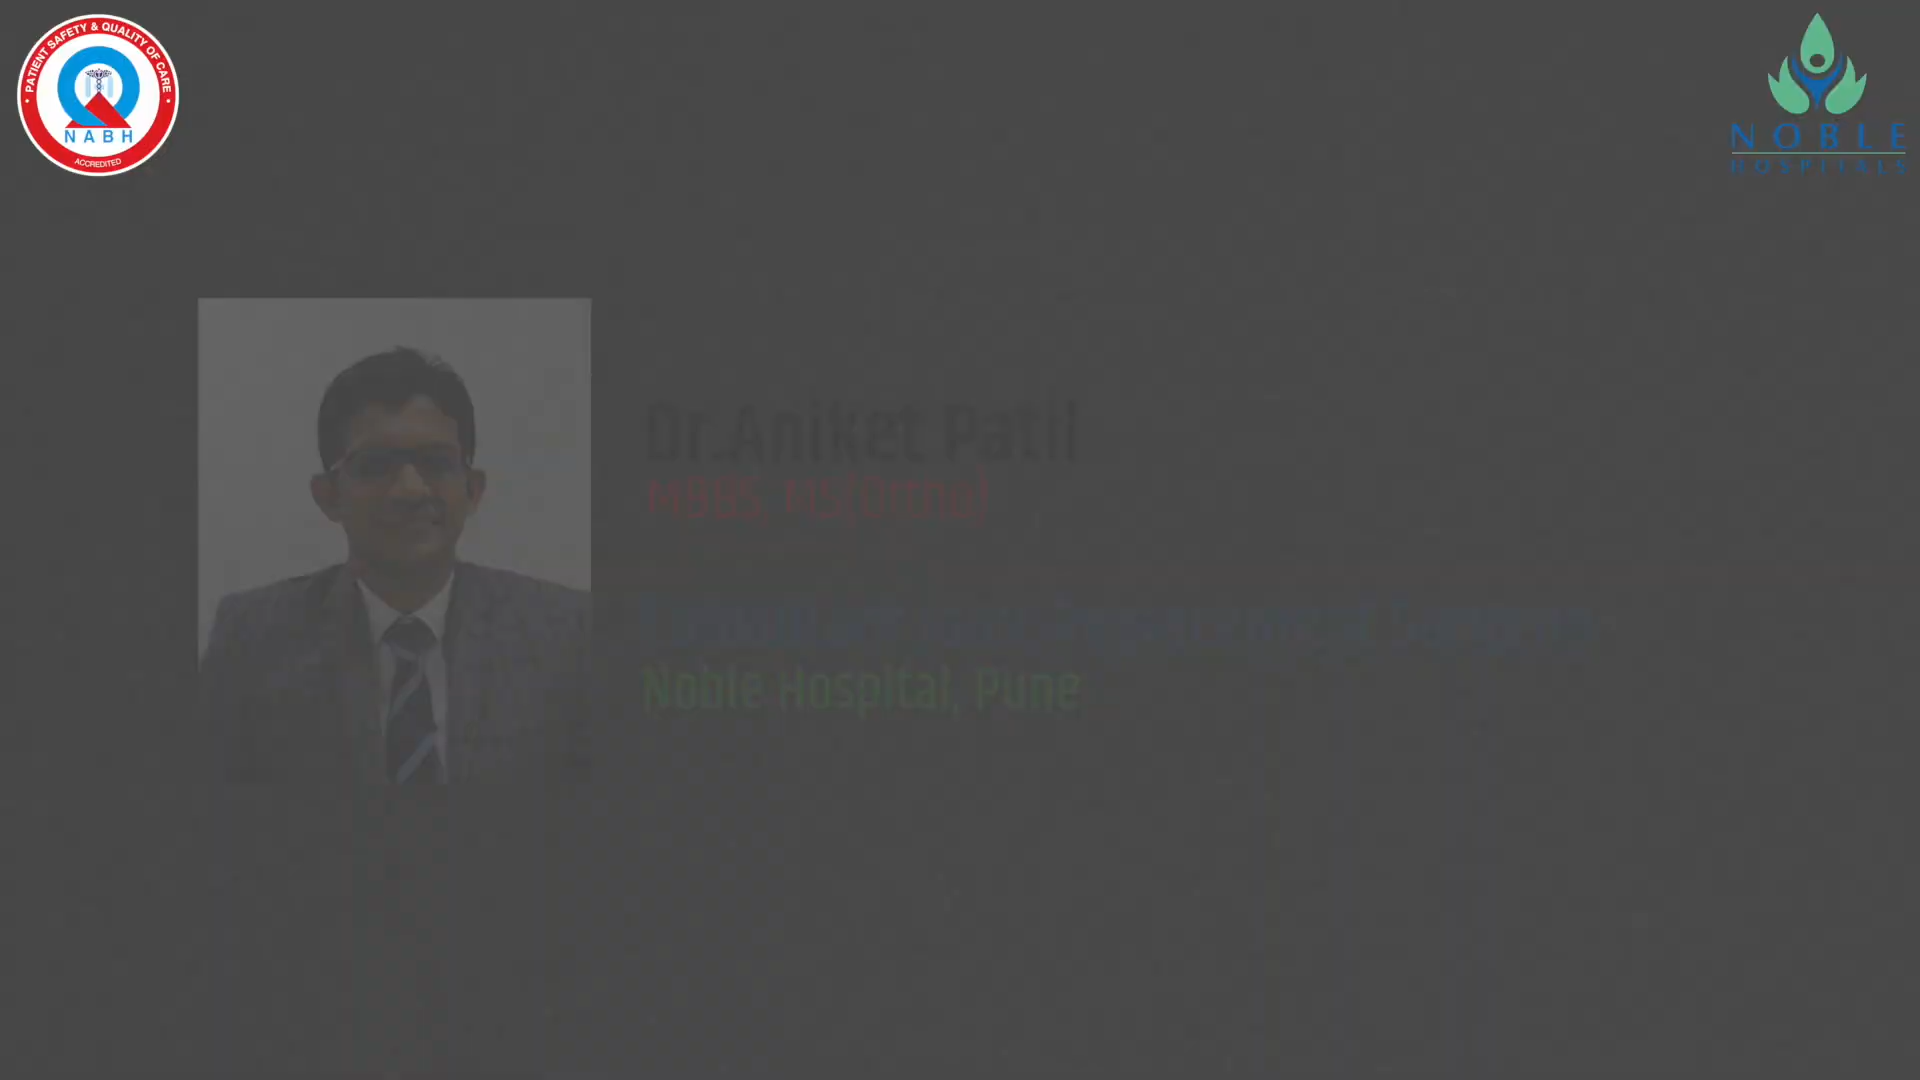 PATIENT SAFETY & QUALITY OF CARE
NABH
ACCREDITED
NOBLE
HOSPITALS
Dr.Aniket Patil
MBBS, MS(Ortho)
Noble Hospital, Pune